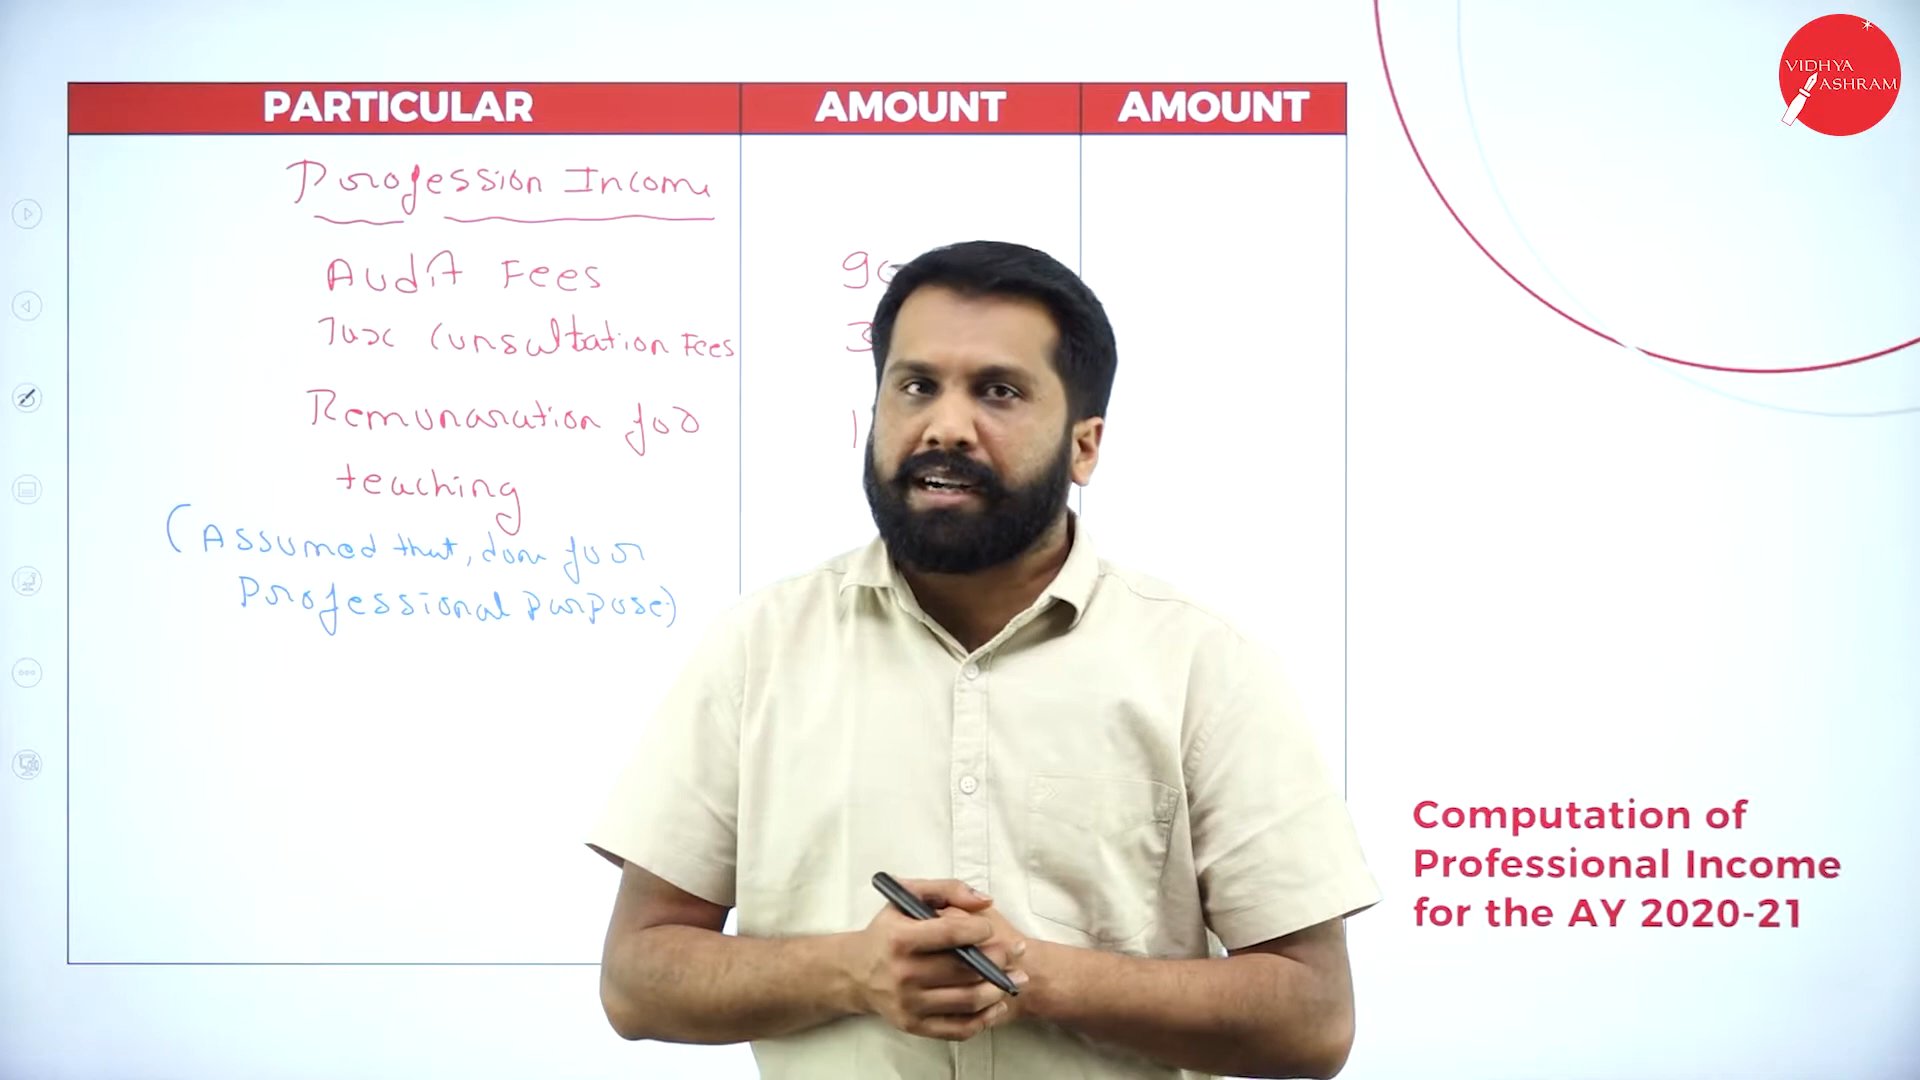 VIDHYA
ASHRAM
PARTICULAR AMOUNT AMOUNT
Profession Income
Audit Fees
Tax Consultation Fees
Remunaration for
teaching
(Assumed that, done for
Professional purpose)
Computation of
Professional Income
for the AY 2020-21